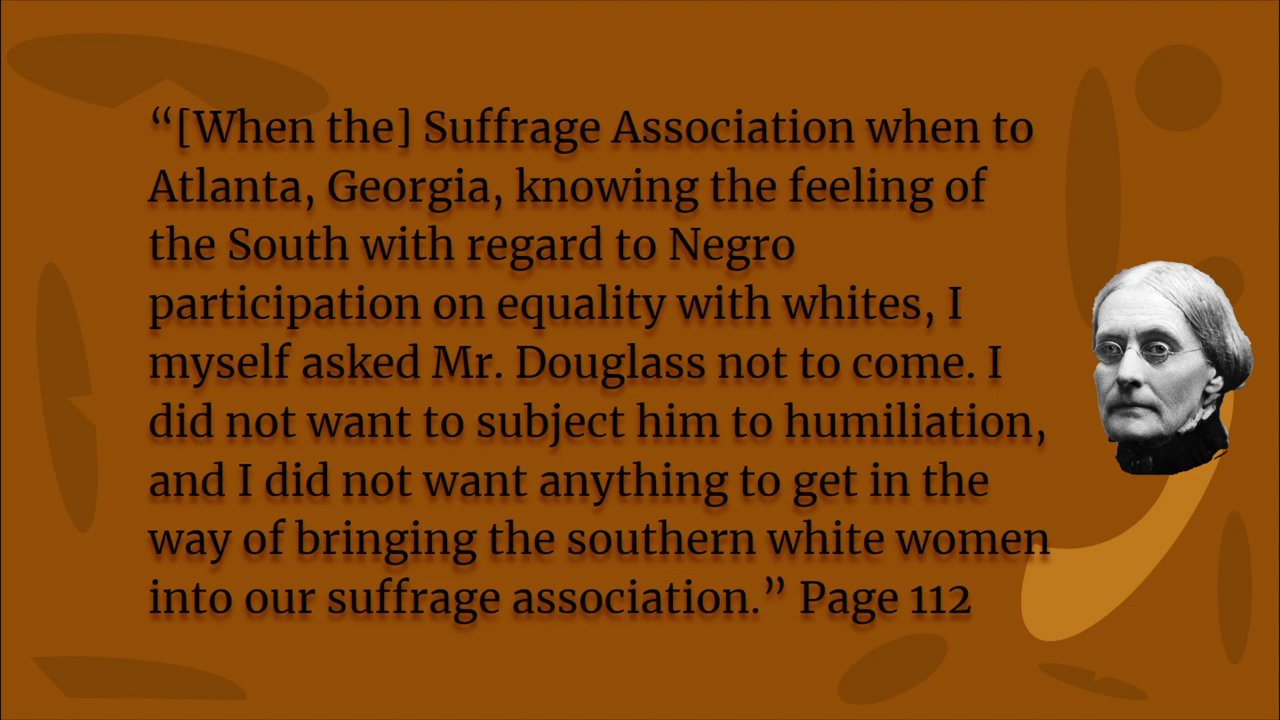 “[When the] Suffrage Association when to
Atlanta, Georgia, knowing the feeling of
the South with regard to Negro
participation on equality with whites, I
myself asked Mr. Douglass not to come. I
did not want to subject him to humiliation,
and I did not want anything to get in the
way of bringing the southern white women
into our suffrage association.” Page 112